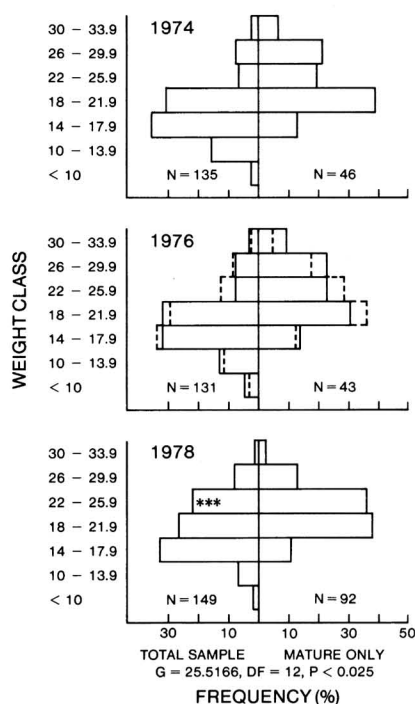 1974
30 – 33.9
26 – 29.9
22 – 25.9
18 – 21.9
14 – 17.9
10 – 13.9
< 10
N = 135
N = 46
WEIGHT CLASS
1976
30 – 33.9
26 – 29.9
22 – 25.9
18 – 21.9
14 – 17.9
10 – 13.9
< 10
N = 131
N = 43
1978
30 – 33.9
26 – 29.9
22 – 25.9
***
18 – 21.9
14 – 17.9
10 – 13.9
< 10
N = 149
N = 92
30 10 10 30 50
TOTAL SAMPLE MATURE ONLY
G = 25.5166, DF = 12, P < 0.025
FREQUENCY (%)